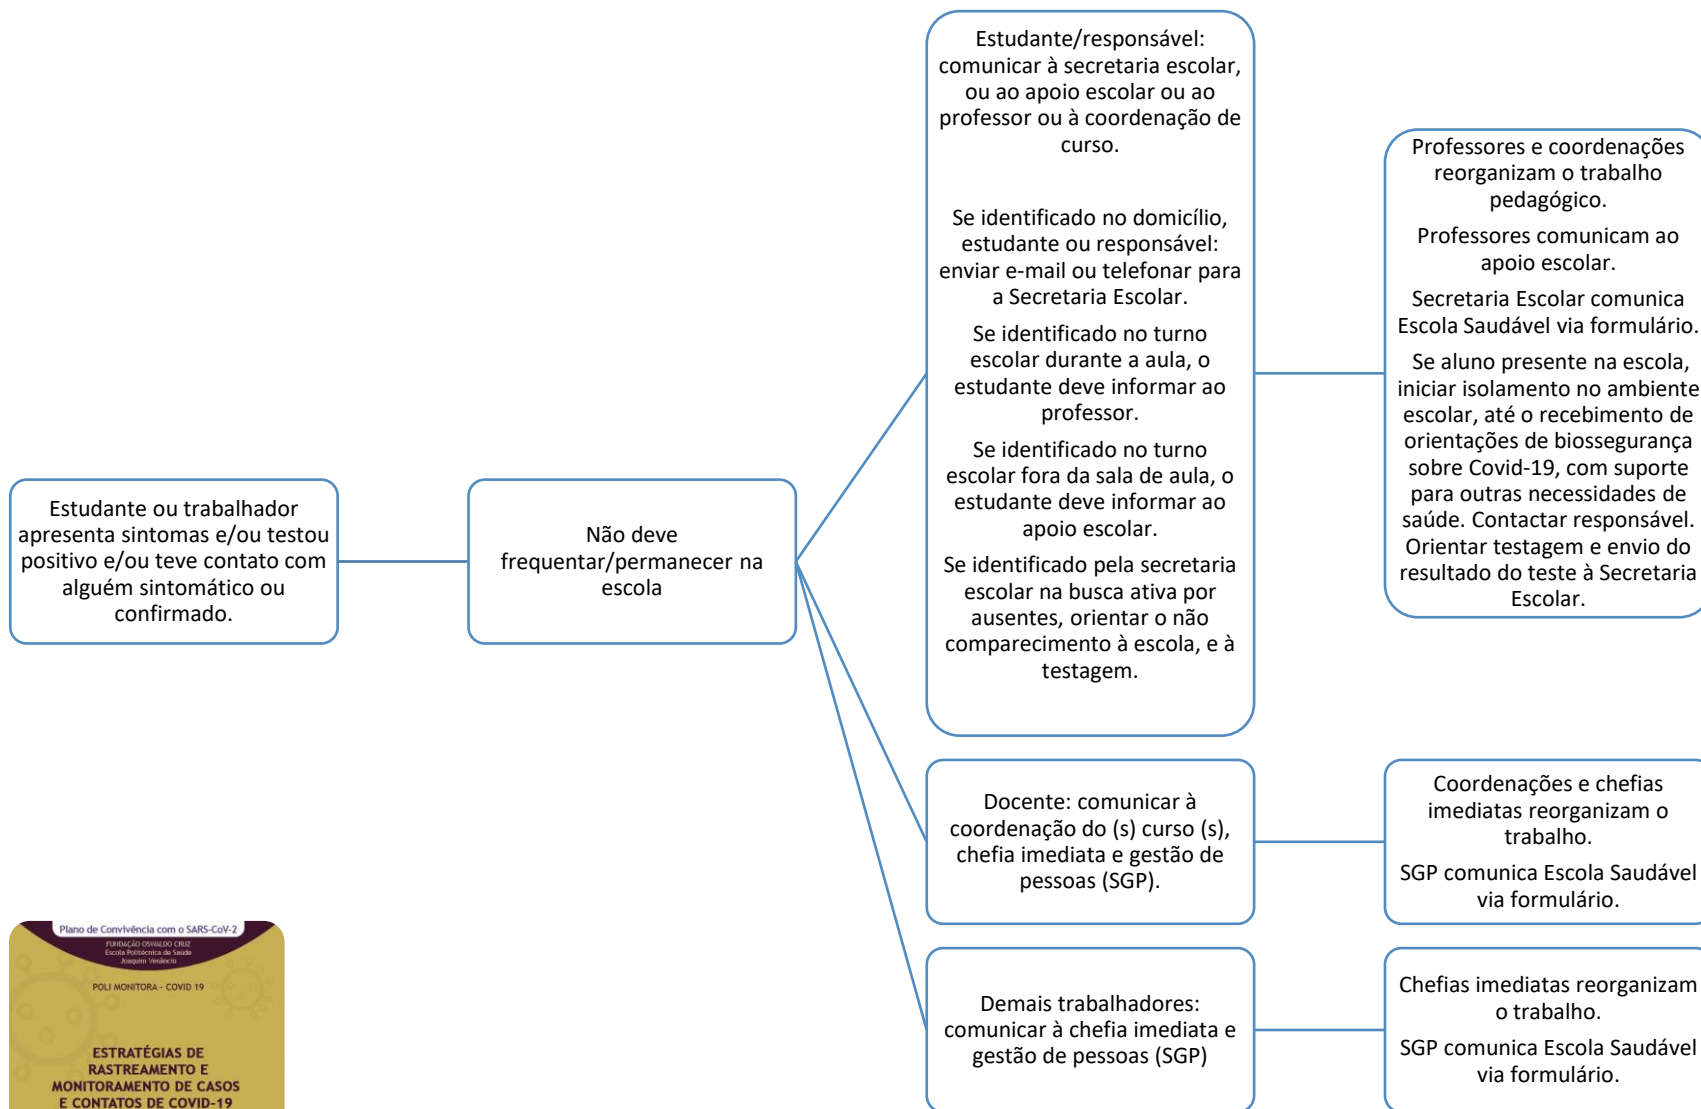 Estudante ou trabalhador
apresenta sintomas e/ou testou
positivo e/ou teve contato com
alguém sintomático ou
confirmado.
Não deve
frequentar/permanecer na
escola
Estudante/responsável:
comunicar à secretaria escolar,
ou ao apoio escolar ou ao
professor ou à coordenação de
curso.
Se identificado no domicílio,
estudante ou responsável:
enviar e-mail ou telefonar para
a Secretaria Escolar.
Se identificado no turno
escolar durante a aula, o
estudante deve informar ao
professor.
Se identificado no turno
escolar fora da sala de aula, o
estudante deve informar ao
apoio escolar.
Se identificado pela secretaria
escolar na busca ativa por
ausentes, orientar o não
comparecimento à escola, e à
testagem.
Professores e coordenações
reorganizam o trabalho
pedagógico.
Professores comunicam ao
apoio escolar.
Secretaria Escolar comunica
Escola Saudável via formulário.
Se aluno presente na escola,
iniciar isolamento no ambiente
escolar, até o recebimento de
orientações de biossegurança
sobre Covid-19, com suporte
para outras necessidades de
saúde. Contactar responsável.
Orientar testagem e envio do
resultado do teste à Secretaria
Escolar.
Docente: comunicar à
coordenação do (s) curso (s),
chefia imediata e gestão de
pessoas (SGP).
Coordenações e chefias
imediatas reorganizam o
trabalho.
SGP comunica Escola Saudável
via formulário.
Demais trabalhadores:
comunicar à chefia imediata e
gestão de pessoas (SGP)
Chefias imediatas reorganizam
o trabalho.
SGP comunica Escola Saudável
via formulário.
Plano de Convivência com o SARS-CoV-2
FUNDAÇÃO OSWALDO CRUZ
Escola Politécnica de Saúde
Joaquim Venâncio
POLI MONITORA - COVID 19
ESTRATÉGIAS DE
RASTREAMENTO E
MONITORAMENTO DE CASOS
E CONTATOS DE COVID-19